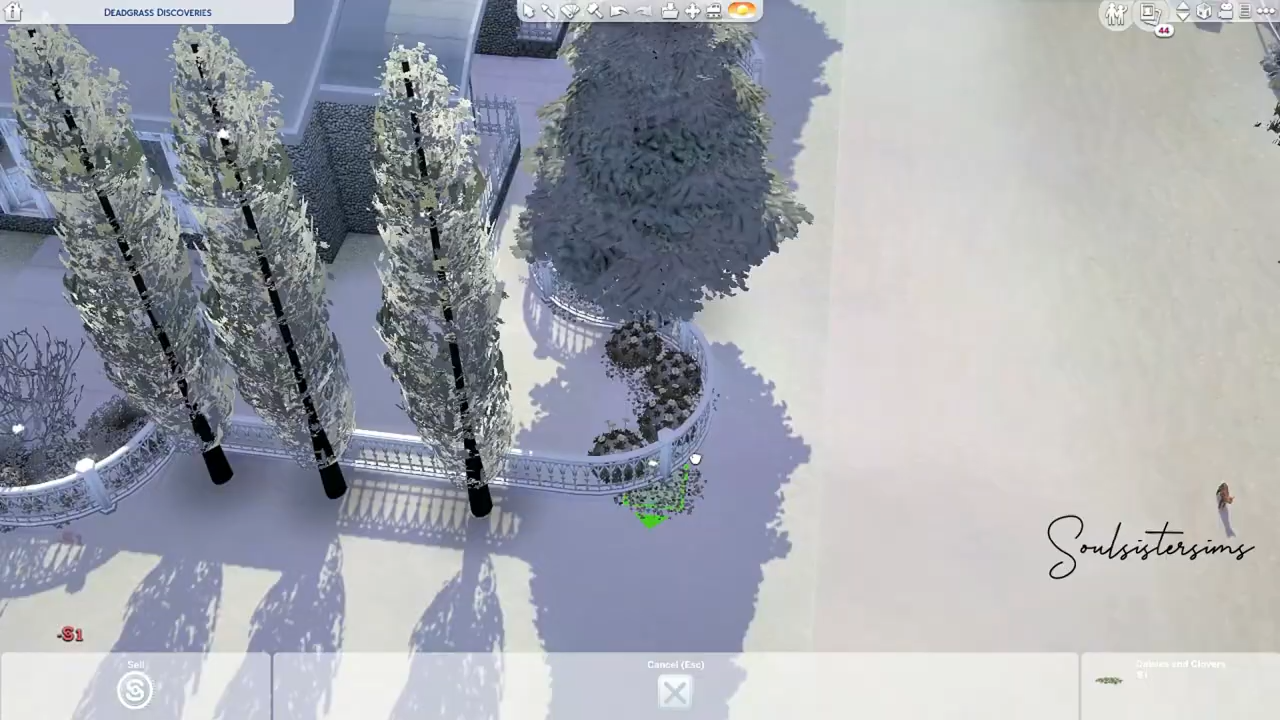 Deadgrass Discoveries
44
Soulsistersims
-§1
Sell
Cancel (Esc)
Daisies and Clovers
§1